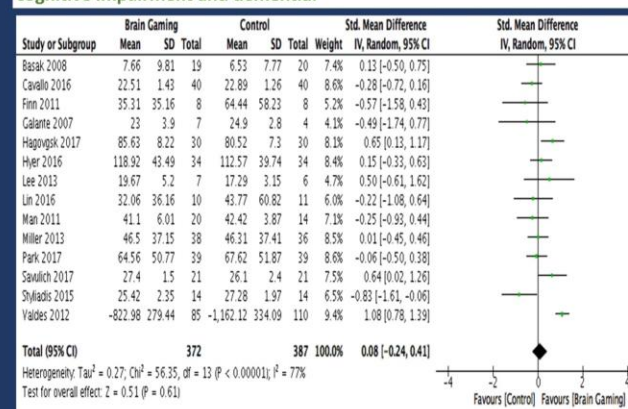 Brain Gaming Control Std. Mean Difference Std. Mean Difference
Study or Subgroup Mean SD Total Mean SD Total Weight IV, Random, 95% CI IV, Random, 95% CI
Basak 2008 7.66 9.81 19 6.53 7.77 20 7.4% 0.13 [-0.50, 0.75]
Cavallo 2016 22.51 1.43 40 22.89 1.26 40 8.6% -0.28 [-0.72, 0.16]
Finn 2011 35.31 35.16 8 64.44 58.23 8 5.4% -0.57 [-1.58, 0.43]
Galante 2007 23 3.9 7 24.9 2.8 4 4.2% -0.49 [-1.74, 0.77]
Hagovgsk 2017 85.63 8.22 30 80.52 7.3 30 8.1% 0.65 [0.13, 1.17]
Hyer 2016 118.92 43.49 34 112.57 39.74 34 8.4% 0.15 [-0.33, 0.63]
Lee 2013 19.67 5.2 7 17.29 3.15 6 4.9% 0.50 [-0.61, 1.62]
Lin 2016 32.06 36.16 10 43.77 60.82 11 6.2% -0.22 [-1.08, 0.64]
Man 2011 41.1 6.01 20 42.42 3.87 14 7.1% -0.25 [-0.93, 0.44]
Miller 2013 46.5 37.15 38 46.31 37.41 36 8.5% 0.01 [-0.45, 0.46]
Park 2017 64.56 50.77 39 67.62 51.87 39 8.6% -0.06 [-0.50, 0.38]
Savulich 2017 27.4 1.5 21 26.1 2.4 21 7.5% 0.64 [0.02, 1.26]
Styliadis 2015 25.42 2.35 14 27.28 1.97 14 6.5% -0.83 [-1.61, -0.06]
Valdes 2012 -822.98 279.44 85 -1,162.12 334.09 110 9.1% 1.08 [0.78, 1.39]
Total (95% CI) 372 387 100.0% 0.08 [-0.24, 0.41]
Heterogeneity: Tau² = 0.27; Chi² = 56.35, df = 13 (P < 0.00001); I² = 77%
Test for overall effect: Z = 0.51 (P = 0.61)
-4 -2 0 2 4
Favours [Control] Favours [Brain Gaming]